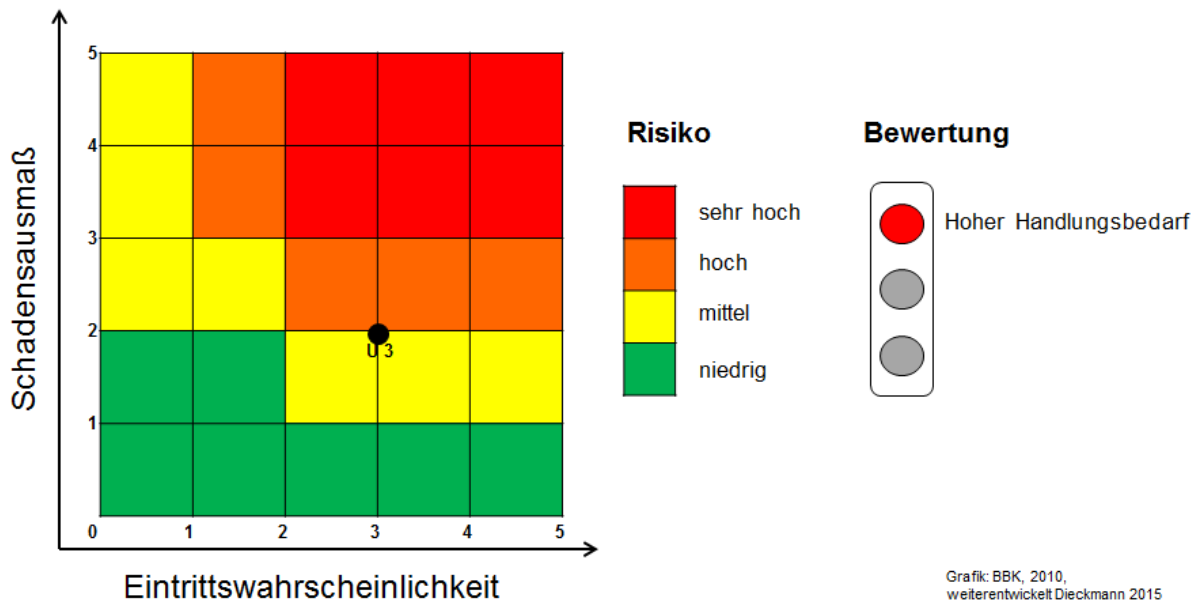 Schadensausmaß
5
4
3
2
1
0
1
2
3
4
5
U 3
Eintrittswahrscheinlichkeit
Risiko
sehr hoch
hoch
mittel
niedrig
Bewertung
Hoher Handlungsbedarf
Grafik: BBK, 2010,
weiterentwickelt Dieckmann 2015